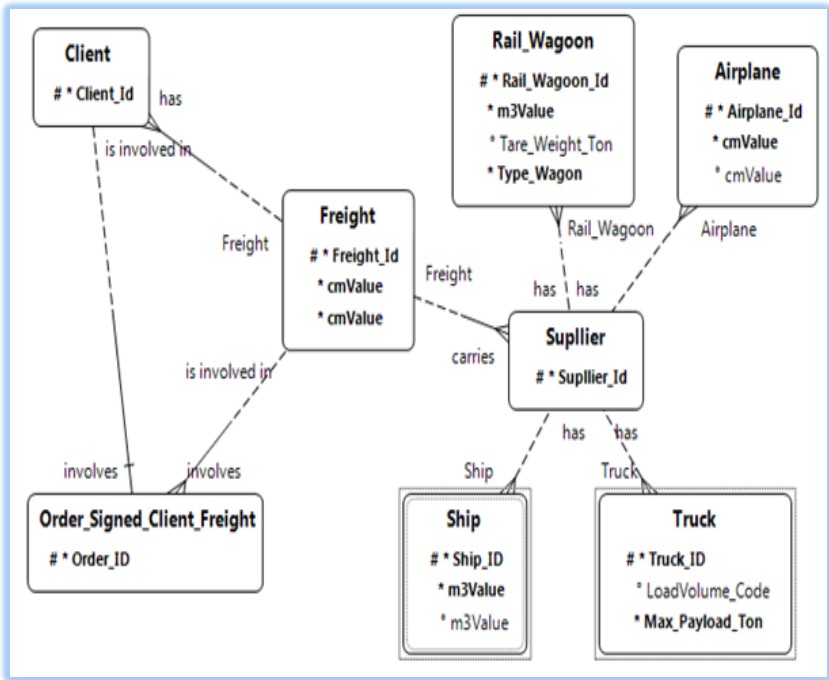 Client
# * Client_Id
has
is involved in
Rail_Wagoon
# * Rail_Wagoon_Id
* m3Value
° Tare_Weight_Ton
* Type_Wagon
Airplane
# * Airplane_Id
* cmValue
° cmValue
Freight
# * Freight_Id
* cmValue
* cmValue
Freight
Rail_Wagoon
Airplane
Freight
has
has
carries
Supllier
# * Supllier_Id
is involved in
has
has
involves
involves
Ship
Truck
Order_Signed_Client_Freight
# * Order_ID
Ship
# * Ship_ID
* m3Value
° m3Value
Truck
# * Truck_ID
° LoadVolume_Code
* Max_Payload_Ton